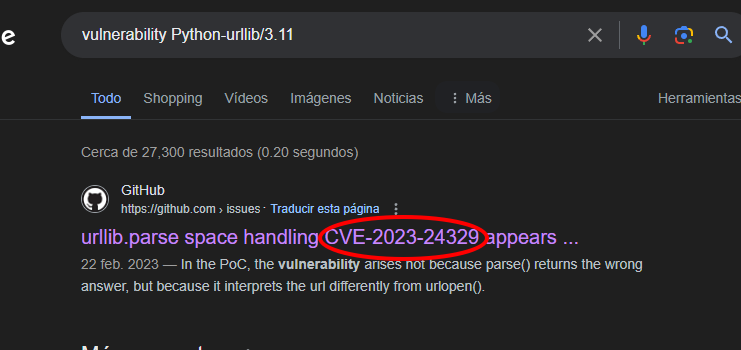 e
vulnerability Python-urllib/3.11
Todo Shopping Vídeos Imágenes Noticias Más Herramientas
Cerca de 27,300 resultados (0.20 segundos)
GitHub
https://github.com › issues · Traducir esta página
urllib.parse space handling CVE-2023-24329 appears ...
22 feb. 2023 — In the PoC, the vulnerability arises not because parse() returns the wrong
answer, but because it interprets the url differently from urlopen().